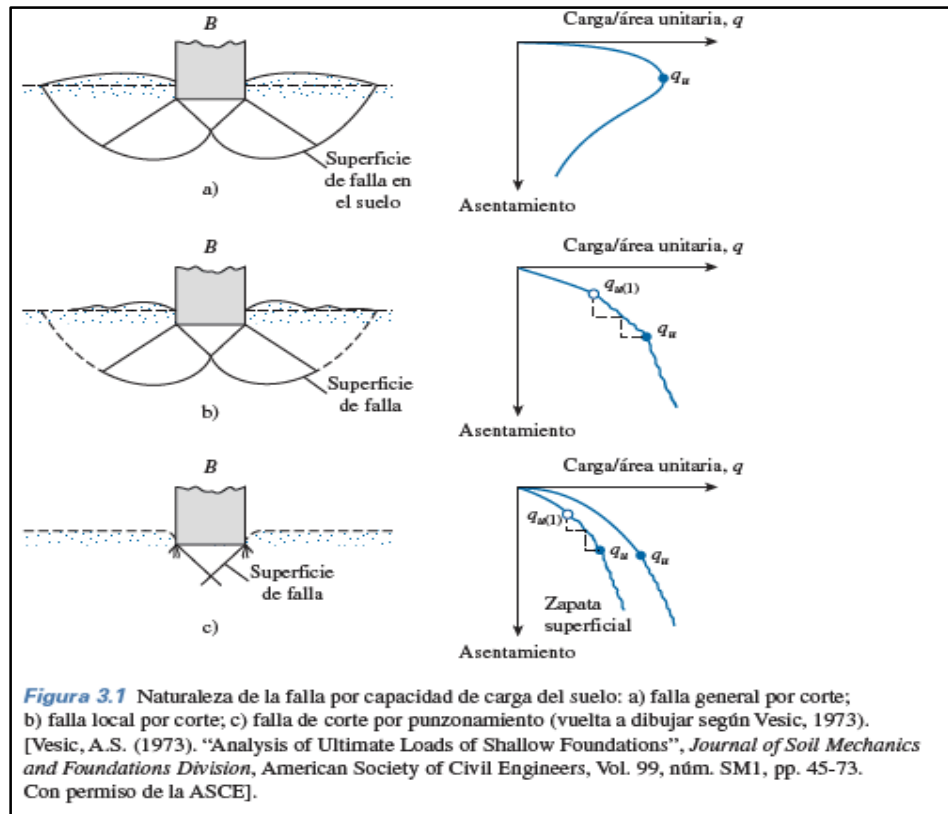 B
Superficie
de falla en
el suelo
a)
Carga/área unitaria, q
qu
Asentamiento
B
Superficie
de falla
b)
Carga/área unitaria, q
qu(1)
qu
Asentamiento
B
Superficie
de falla
c)
Carga/área unitaria, q
qu(1)
qu
qu
Zapata
superficial
Asentamiento
Figura 3.1 Naturaleza de la falla por capacidad de carga del suelo: a) falla general por corte;
b) falla local por corte; c) falla de corte por punzonamiento (vuelta a dibujar según Vesic, 1973).
[Vesic, A.S. (1973). “Analysis of Ultimate Loads of Shallow Foundations”, Journal of Soil Mechanics
and Foundations Division, American Society of Civil Engineers, Vol. 99, núm. SM1, pp. 45-73.
Con permiso de la ASCE].